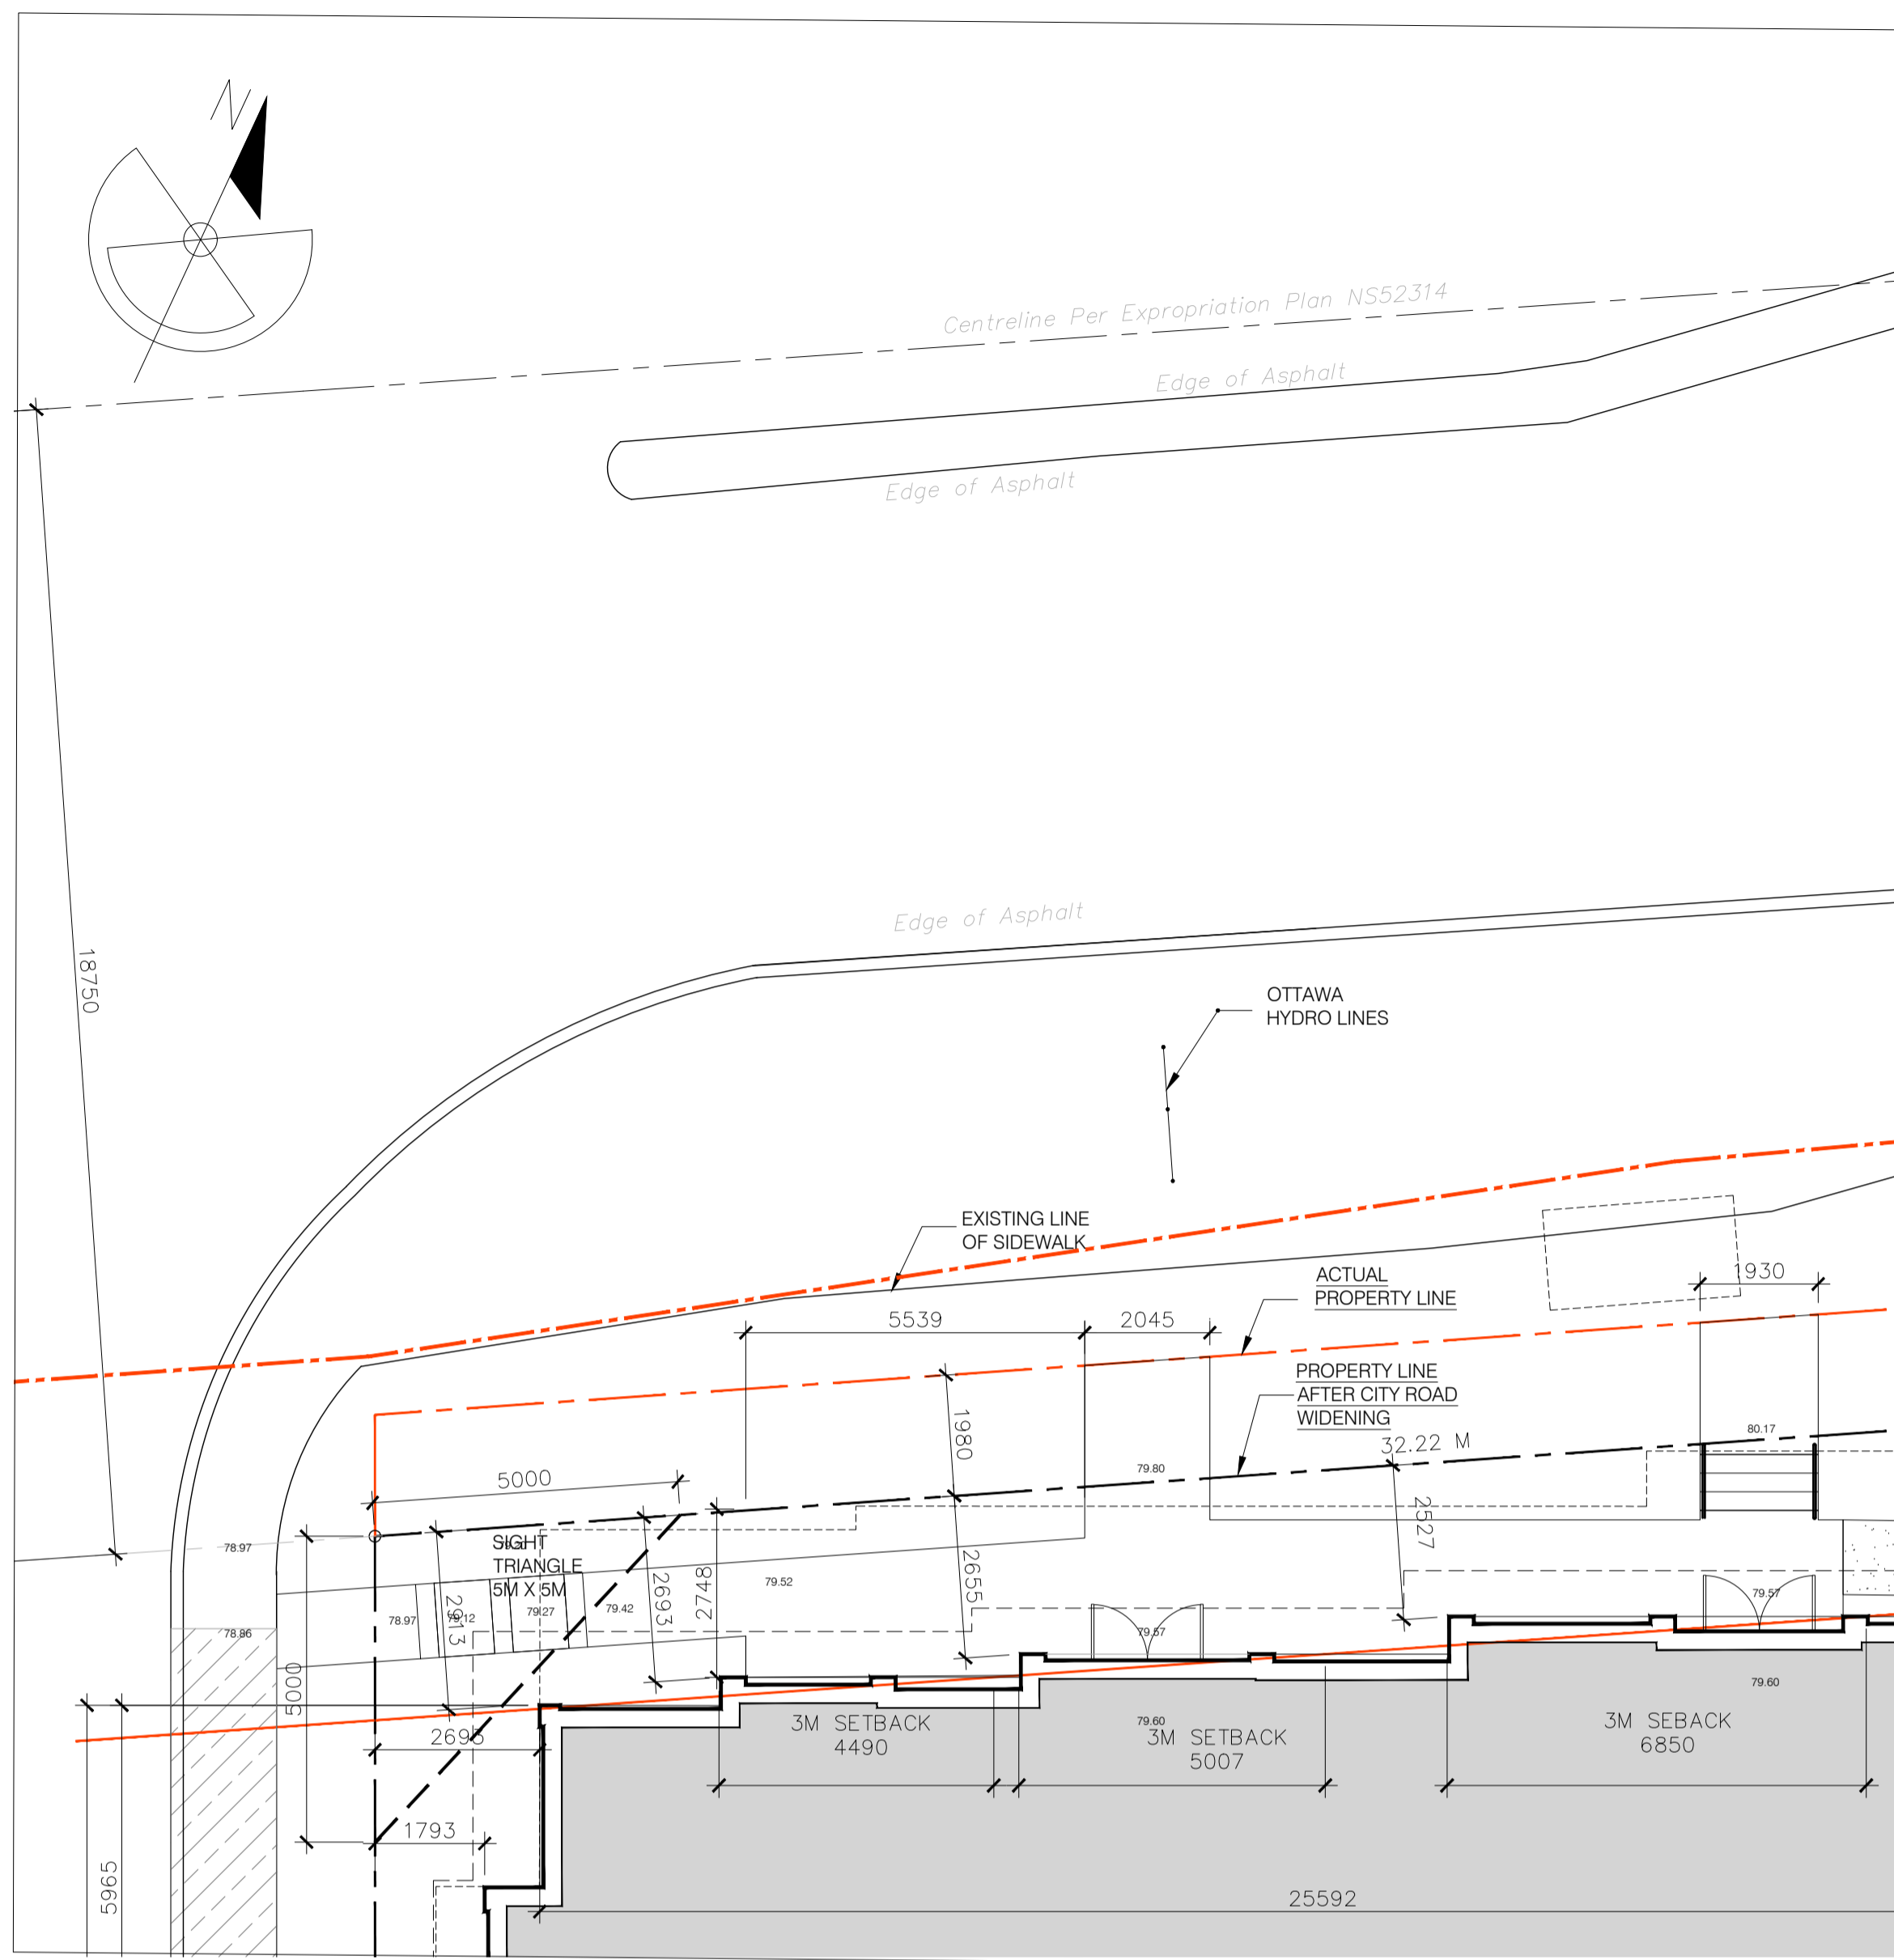 N
Centreline Per Expropriation Plan NS52314
Edge of Asphalt
Edge of Asphalt
18750
Edge of Asphalt
OTTAWA
HYDRO LINES
EXISTING LINE
OF SIDEWALK
ACTUAL
PROPERTY LINE
1930
5539
2045
PROPERTY LINE
AFTER CITY ROAD
WIDENING
1980
32.22 M
80.17
79.80
5000
2527
78.97
SIGHT
TRIANGLE
5M X 5M
79.52
2748
2693
2655
2913
78.97
79.12
79.27
79.42
79.57
79.57
78.86
5000
2695
79.60
79.60
3M SETBACK
4490
3M SETBACK
5007
3M SEBACK
6850
1793
5965
25592